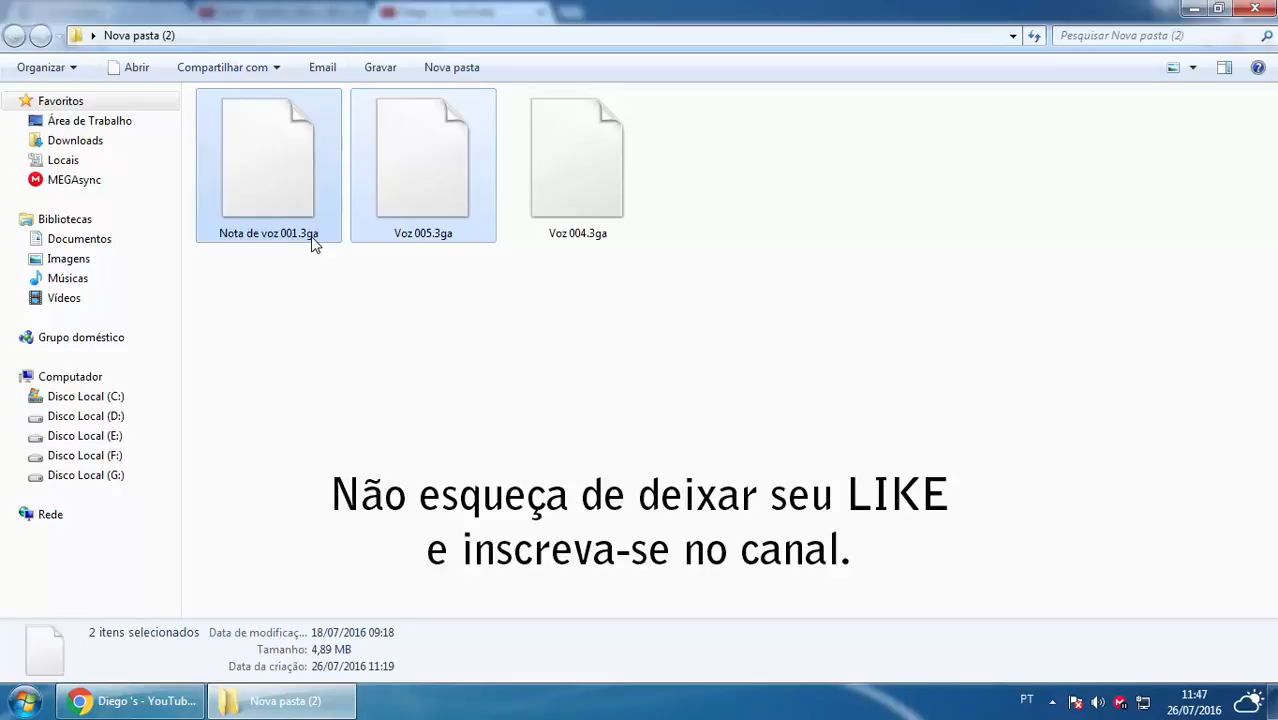 Nova pasta (2)
Pesquisar Nova pasta (2)
Organizar
Abrir
Compartilhar com
Email
Gravar
Nova pasta
Favoritos
Área de Trabalho
Downloads
Locais
MEGAsync
Bibliotecas
Documentos
Imagens
Músicas
Vídeos
Grupo doméstico
Computador
Disco Local (C:)
Disco Local (D:)
Disco Local (E:)
Disco Local (F:)
Disco Local (G:)
Rede
Nota de voz 001.3ga
Voz 005.3ga
Voz 004.3ga
Não esqueça de deixar seu LIKE
e inscreva-se no canal.
2 itens selecionados
Data de modificaç... 18/07/2016 09:18
Tamanho: 4,89 MB
Data da criação: 26/07/2016 11:19
Diego 's - YouTub...
Nova pasta (2)
PT
11:47
26/07/2016